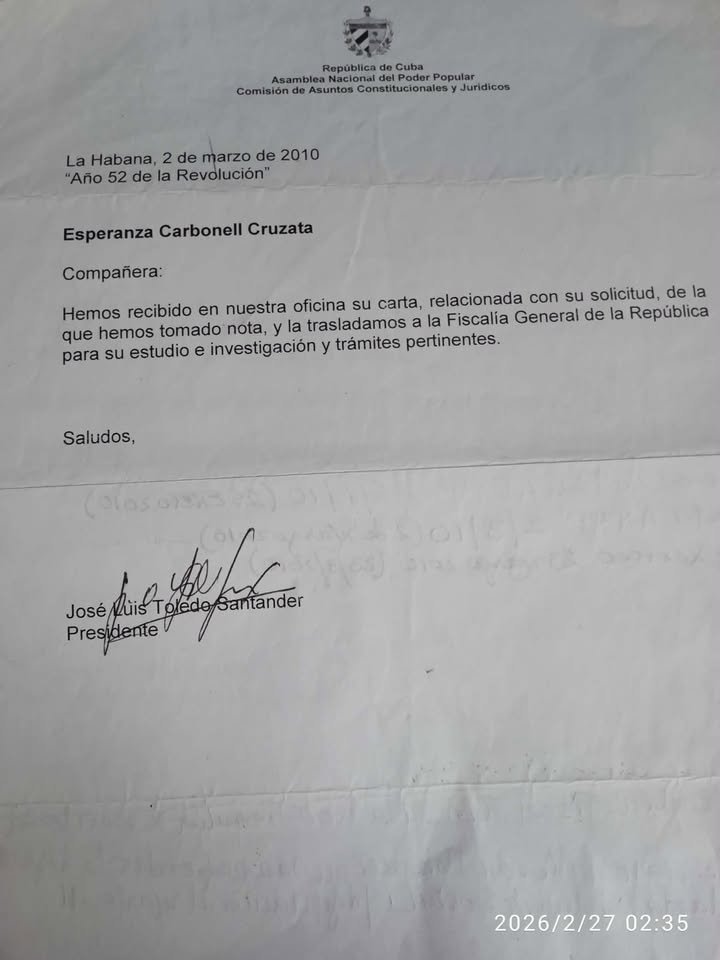 República de Cuba
Asamblea Nacional del Poder Popular
Comisión de Asuntos Constitucionales y Juridicos
La Habana, 2 de marzo de 2010
“Año 52 de la Revolución”
Esperanza Carbonell Cruzata
Compañera:
Hemos recibido en nuestra oficina su carta, relacionada con su solicitud, de la
que hemos tomado nota, y la trasladamos a la Fiscalía General de la República
para su estudio e investigación y trámites pertinentes.
Saludos,
José Luis Toledo Santander
Presidente
2026/2/27 02:35